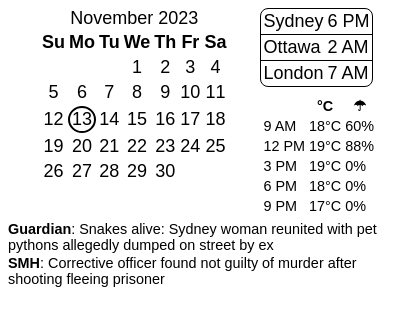 November 2023
Su Mo Tu We Th Fr Sa
1 2 3 4
5 6 7 8 9 10 11
12 13 14 15 16 17 18
19 20 21 22 23 24 25
26 27 28 29 30
Sydney 6 PM
Ottawa 2 AM
London 7 AM
°C ☂
9 AM 18°C 60%
12 PM 19°C 88%
3 PM 19°C 0%
6 PM 18°C 0%
9 PM 17°C 0%
Guardian: Snakes alive: Sydney woman reunited with pet
pythons allegedly dumped on street by ex
SMH: Corrective officer found not guilty of murder after
shooting fleeing prisoner